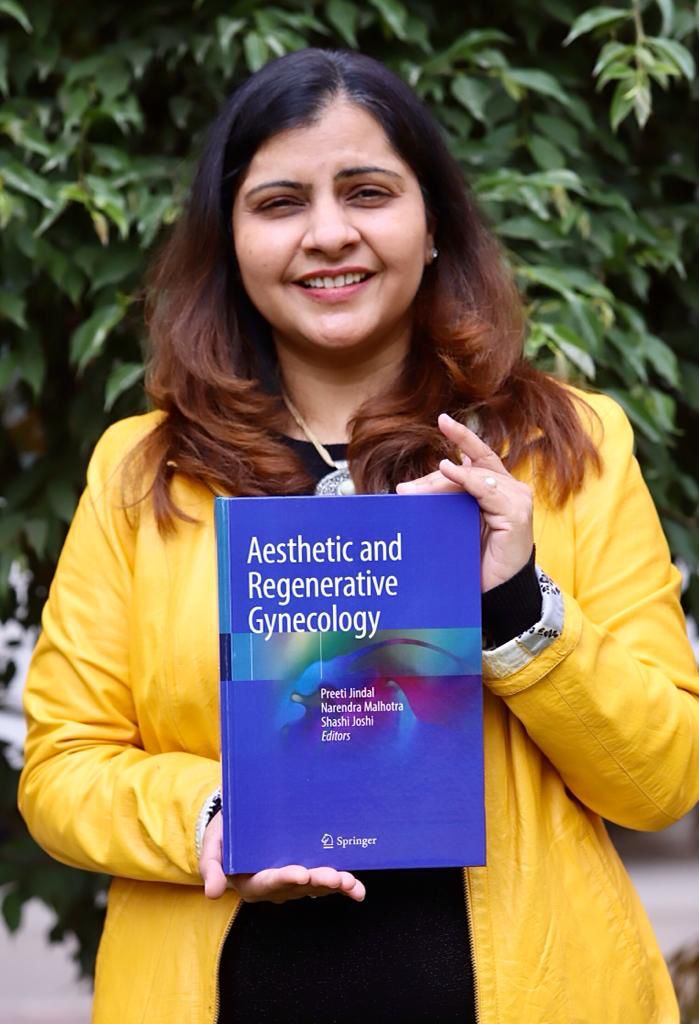 Aesthetic and
Regenerative
Gynecology
Preeti Jindal
Narendra Malhotra
Shashi Joshi
Editors
Springer